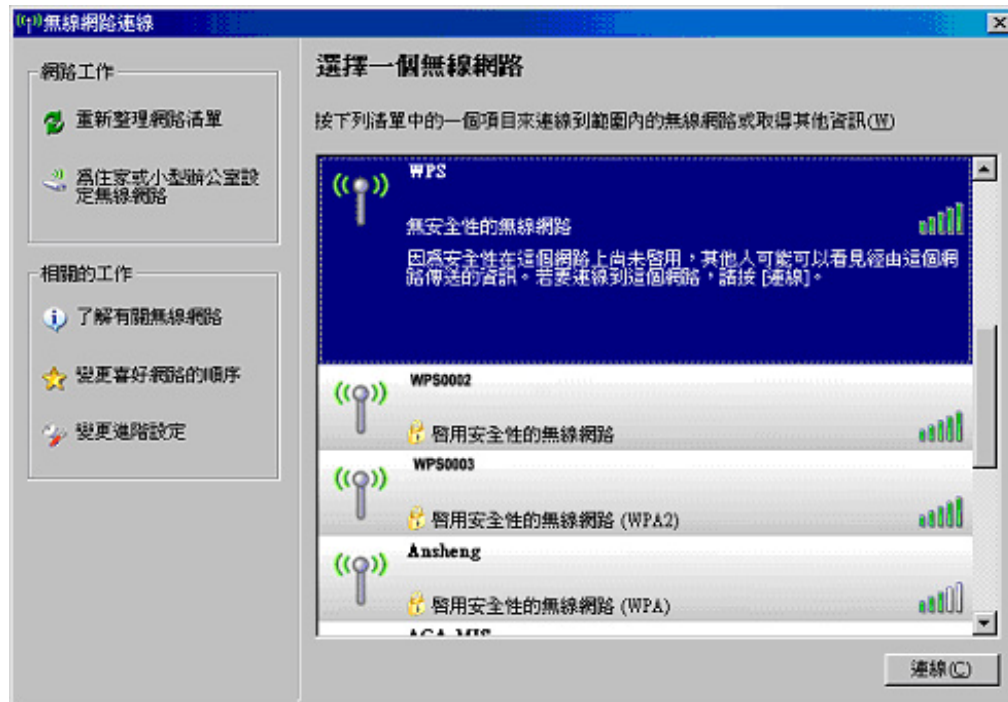 無線網路連線
網路工作
重新整理網路清單
為住家或小型辦公室設
定無線網路
相關的工作
了解有關無線網路
變更喜好網路的順序
變更進階設定
選擇一個無線網路
按下列清單中的一個項目來連線到範圍內的無線網路或取得其他資訊(W)
WPS
無安全性的無線網路
因為安全性在這個網路上尚未啓用,其他人可能可以看見經由這個網
路傳送的資訊。若要連線到這個網路,請按 [連線]。
WPS0002
啓用安全性的無線網路
WPS0003
啓用安全性的無線網路 (WPA2)
Ansheng
啓用安全性的無線網路 (WPA)
連線(C)